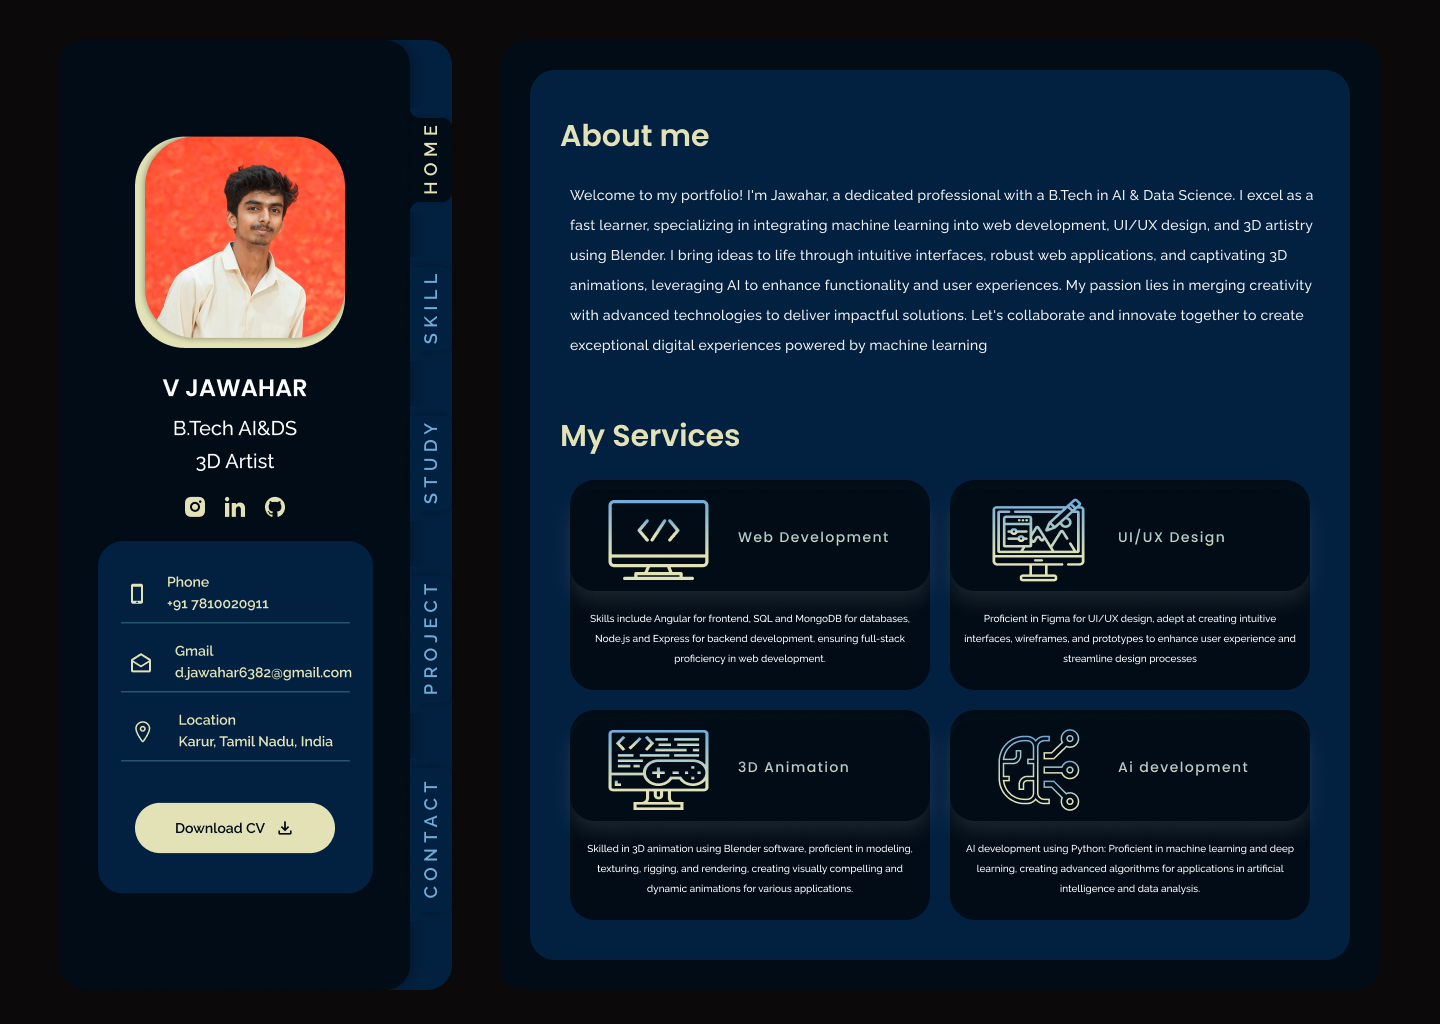 V JAWAHAR
B.Tech AI&DS
3D Artist
in
Phone
+91 7810020911
Gmail
d.jawahar6382@gmail.com
Location
Karur, Tamil Nadu, India
Download CV
HOME
SKILL
STUDY
PROJECT
CONTACT
About me
Welcome to my portfolio! I'm Jawahar, a dedicated professional with a B.Tech in AI & Data Science. I excel as a
fast learner, specializing in integrating machine learning into web development, UI/UX design, and 3D artistry
using Blender. I bring ideas to life through intuitive interfaces, robust web applications, and captivating 3D
animations, leveraging AI to enhance functionality and user experiences. My passion lies in merging creativity
with advanced technologies to deliver impactful solutions. Let's collaborate and innovate together to create
exceptional digital experiences powered by machine learning
My Services
Web Development
Skills include Angular for frontend, SQL and MongoDB for databases,
Node.js and Express for backend development, ensuring full-stack
proficiency in web development.
UI/UX Design
Proficient in Figma for UI/UX design, adept at creating intuitive
interfaces, wireframes, and prototypes to enhance user experience and
streamline design processes
3D Animation
Skilled in 3D animation using Blender software, proficient in modeling,
texturing, rigging, and rendering, creating visually compelling and
dynamic animations for various applications.
Ai development
AI development using Python: Proficient in machine learning and deep
learning, creating advanced algorithms for applications in artificial
intelligence and data analysis.